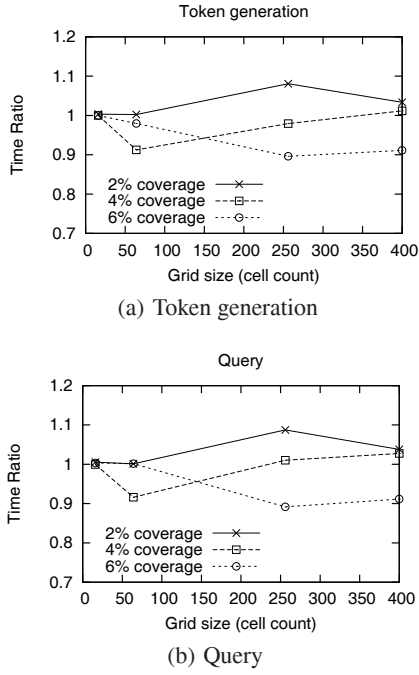 Token generation
1.2
1.1
1
0.9
0.8
0.7
Time Ratio
2% coverage
4% coverage
6% coverage
0 50 100 150 200 250 300 350 400
Grid size (cell count)
(a) Token generation
Query
1.2
1.1
1
0.9
0.8
0.7
Time Ratio
2% coverage
4% coverage
6% coverage
0 50 100 150 200 250 300 350 400
Grid size (cell count)
(b) Query